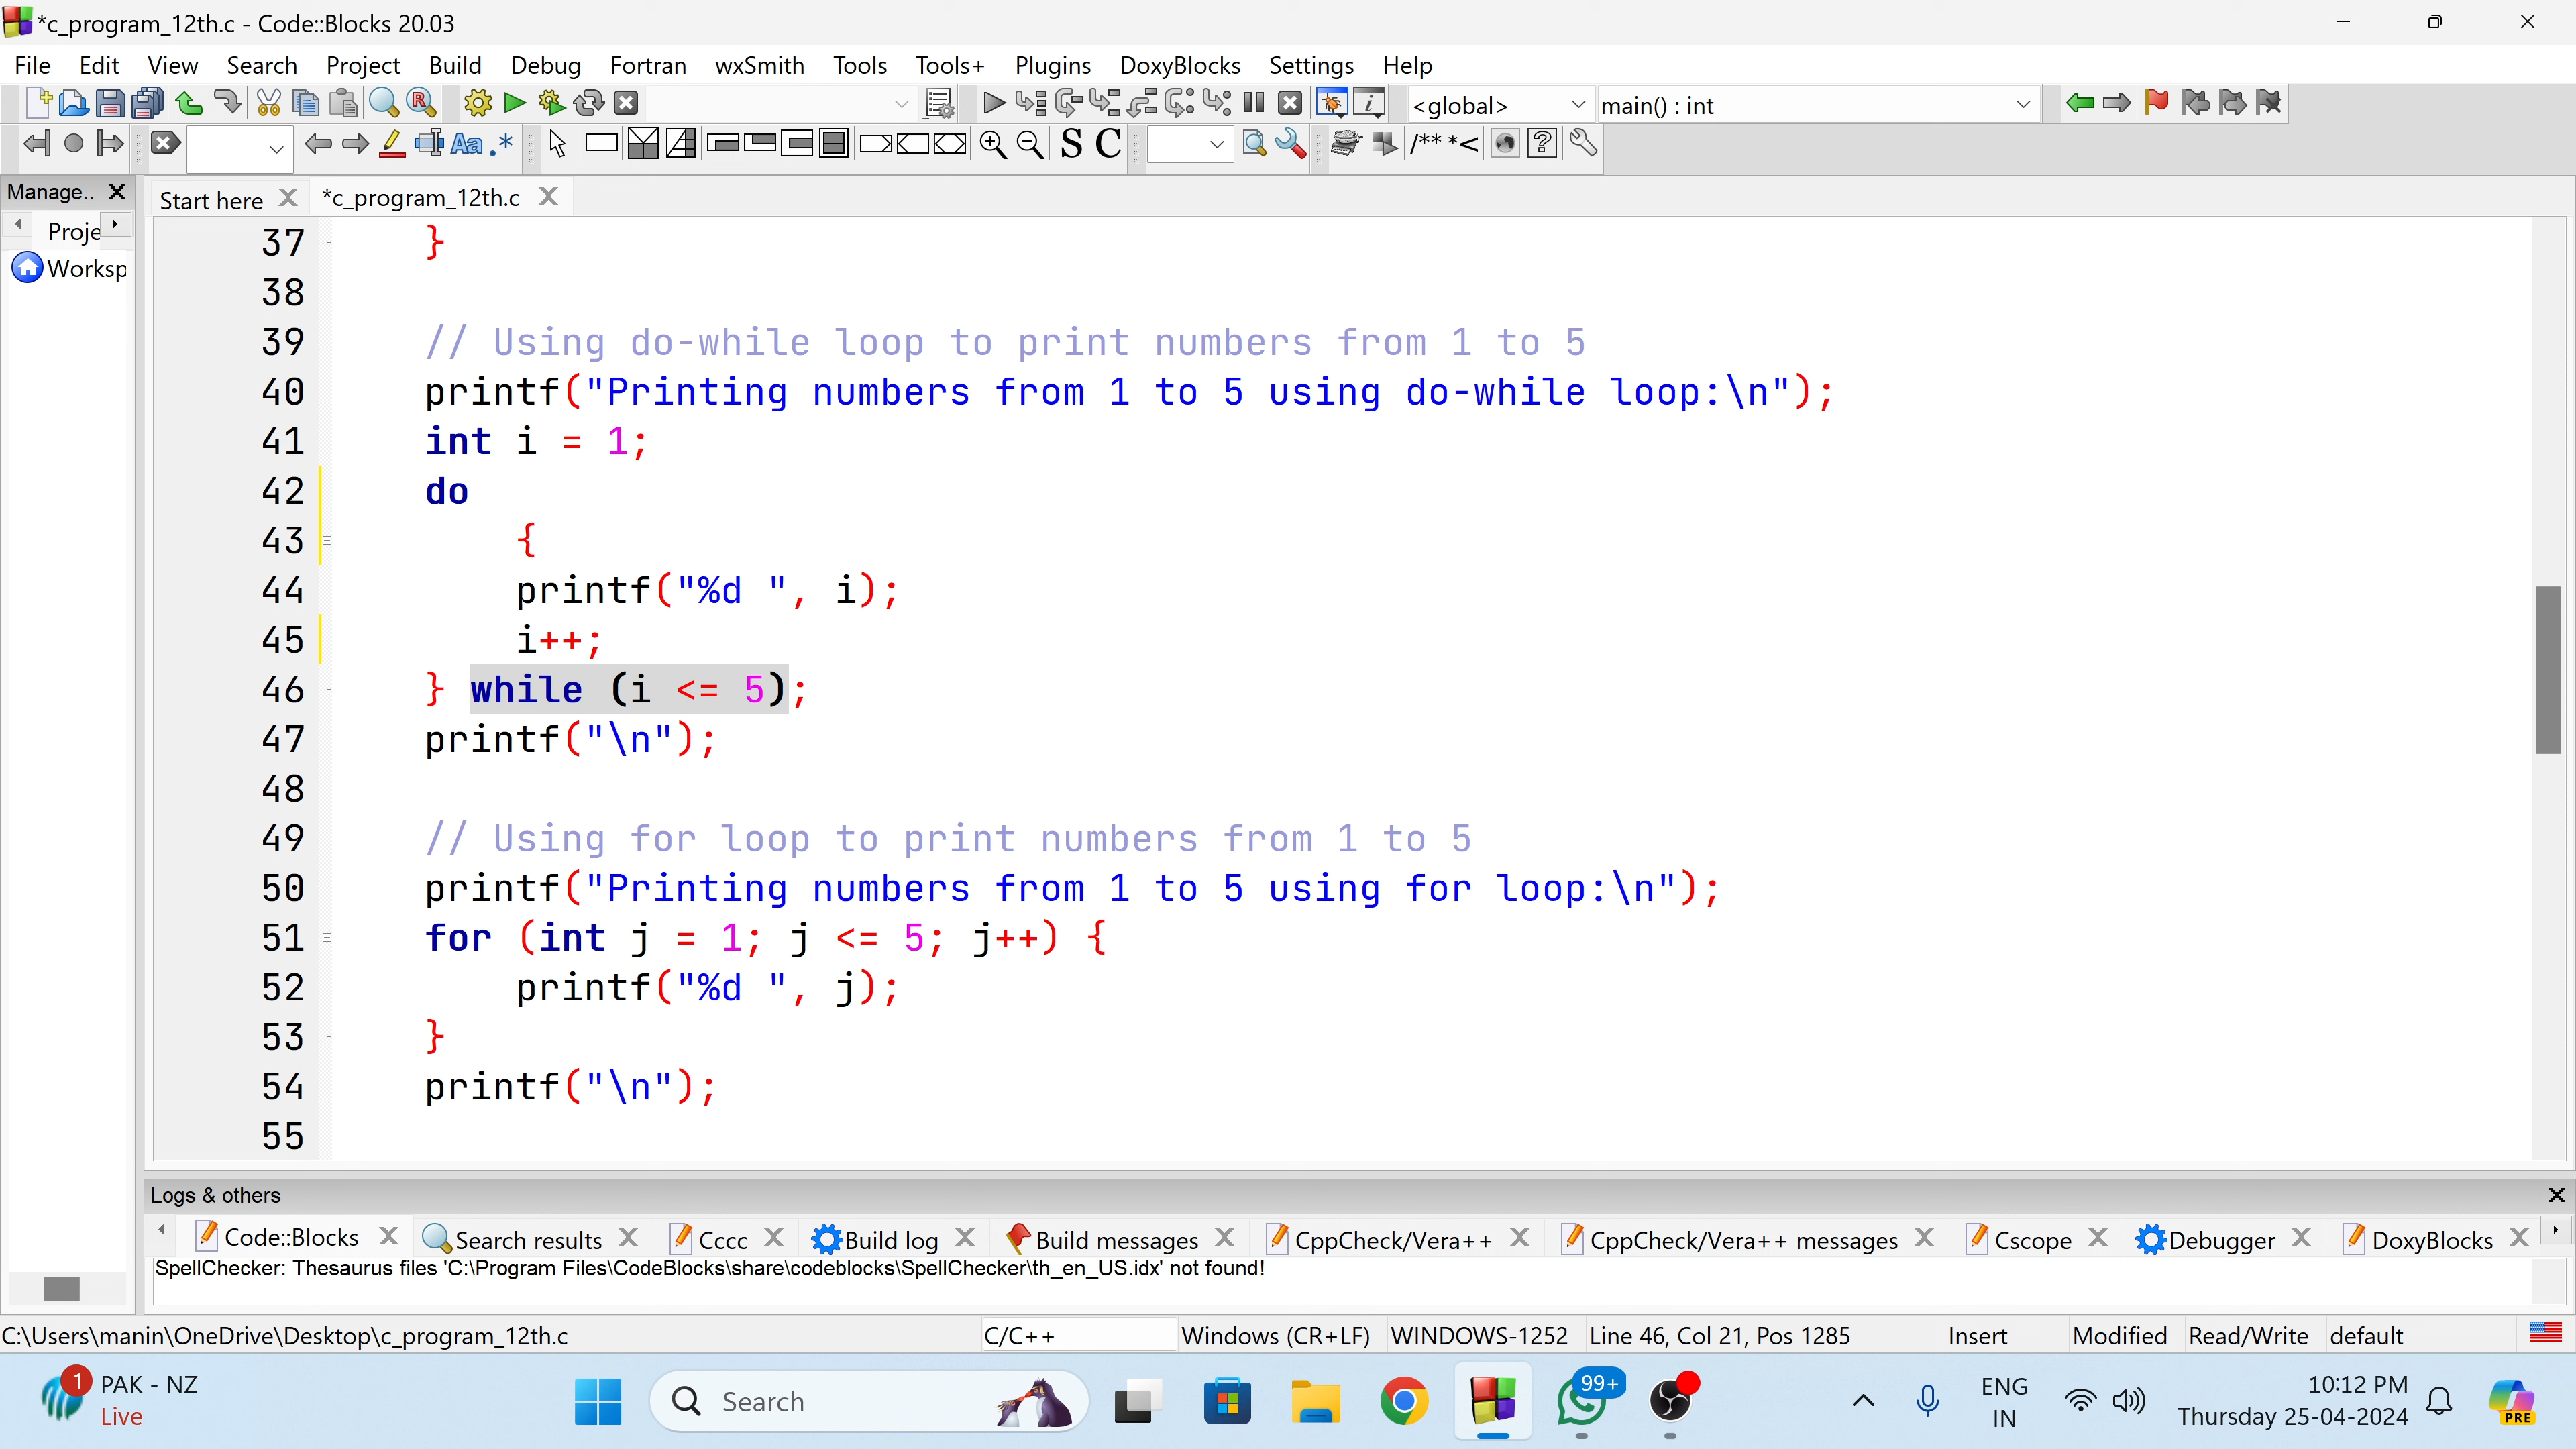 *c_program_12th.c - Code::Blocks 20.03
File Edit View Search Project Build Debug Fortran wxSmith Tools Tools+ Plugins DoxyBlocks Settings Help
<global> main() : int
Aa .* S C /** *<
Manage.. Start here *c_program_12th.c
Proje
Worksp
37 }
38
39 // Using do-while loop to print numbers from 1 to 5
40 printf("Printing numbers from 1 to 5 using do-while loop:\n");
41 int i = 1;
42 do
43 {
44 printf("%d ", i);
45 i++;
46 } while (i <= 5);
47 printf("\n");
48
49 // Using for loop to print numbers from 1 to 5
50 printf("Printing numbers from 1 to 5 using for loop:\n");
51 for (int j = 1; j <= 5; j++) {
52 printf("%d ", j);
53 }
54 printf("\n");
55
Logs & others
Code::Blocks Search results Cccc Build log Build messages CppCheck/Vera++ CppCheck/Vera++ messages Cscope Debugger DoxyBlocks
SpellChecker: Thesaurus files 'C:\Program Files\CodeBlocks\share\codeblocks\SpellChecker\th_en_US.idx' not found!
C:\Users\manin\OneDrive\Desktop\c_program_12th.c C/C++ Windows (CR+LF) WINDOWS-1252 Line 46, Col 21, Pos 1285 Insert Modified Read/Write default
1 PAK - NZ
Live
Search
99+
ENG
IN
10:12 PM
Thursday 25-04-2024
PRE